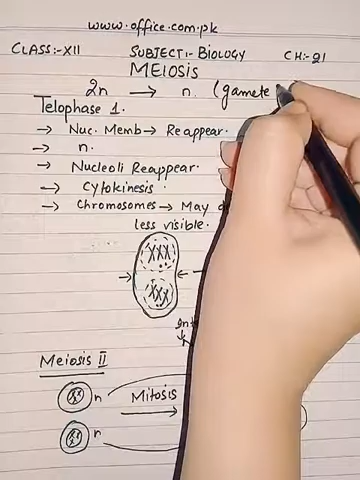 www.office.com.pk
CLASS:-XII SUBJECT:- BIOLOGY CH:-21
MEIOSIS
2n → n (gamete
Telophase 1.
→ Nuc. Memb → Reappear.
→ n.
→ Nucleoli Reappear.
→ Cytokinesis.
→ Chromosomes → May
less visible.
Meiosis II
n Mitosis
n